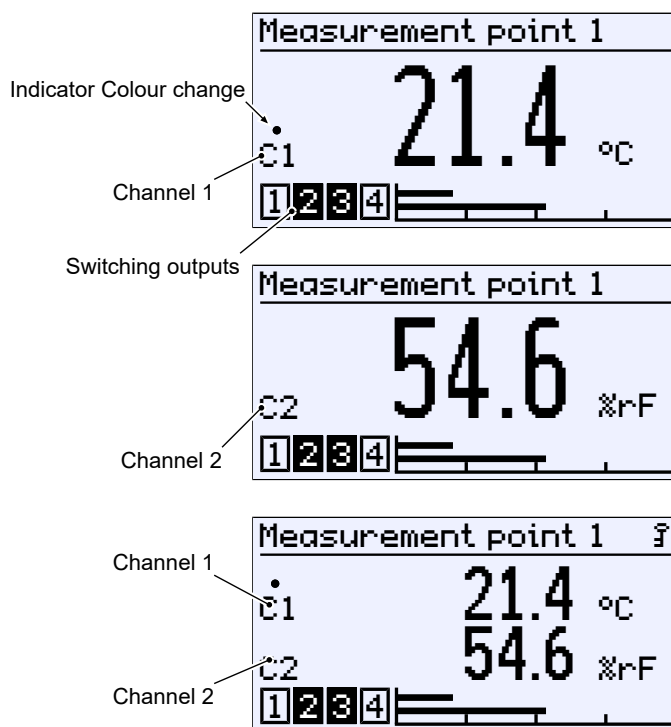 Measurement point 1
Indicator Colour change
21.4 °C
C1
Channel 1
1 2 3 4
Switching outputs
Measurement point 1
54.6 %rF
C2
Channel 2
1 2 3 4
Measurement point 1
Channel 1
C1 21.4 °C
C2 54.6 %rF
Channel 2
1 2 3 4